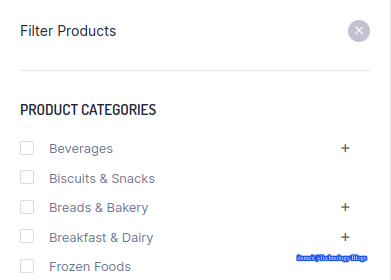 Filter Products
PRODUCT CATEGORIES
Beverages +
Biscuits & Snacks
Breads & Bakery +
Breakfast & Dairy +
Frozen Foods